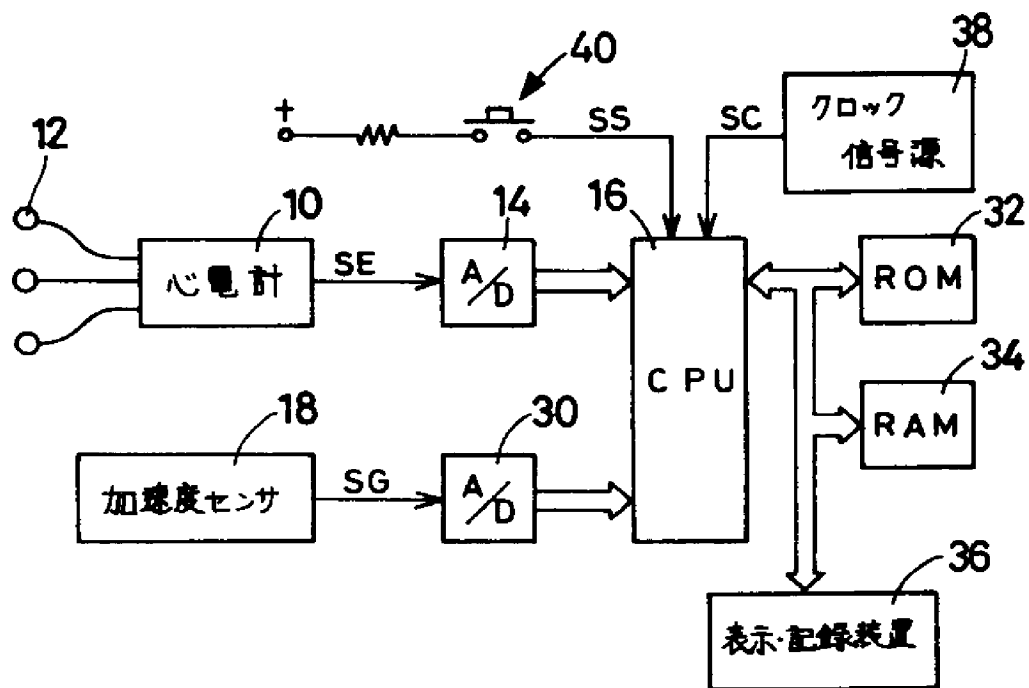 40
38
+
SS
SC
クロック
信号源
12
10
14
16
32
心電計
SE
A/D
ROM
CPU
34
RAM
18
30
加速度センサ
SG
A/D
36
表示・記録装置